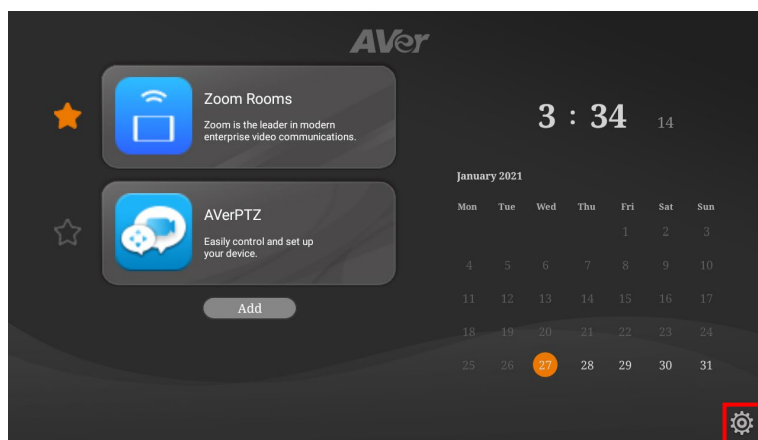 AVer
Zoom Rooms
Zoom is the leader in modern
enterprise video communications.
AVerPTZ
Easily control and set up
your device.
Add
3 : 34 14
January 2021
Mon Tue Wed Thu Fri Sat Sun
1 2 3
4 5 6 7 8 9 10
11 12 13 14 15 16 17
18 19 20 21 22 23 24
25 26 27 28 29 30 31